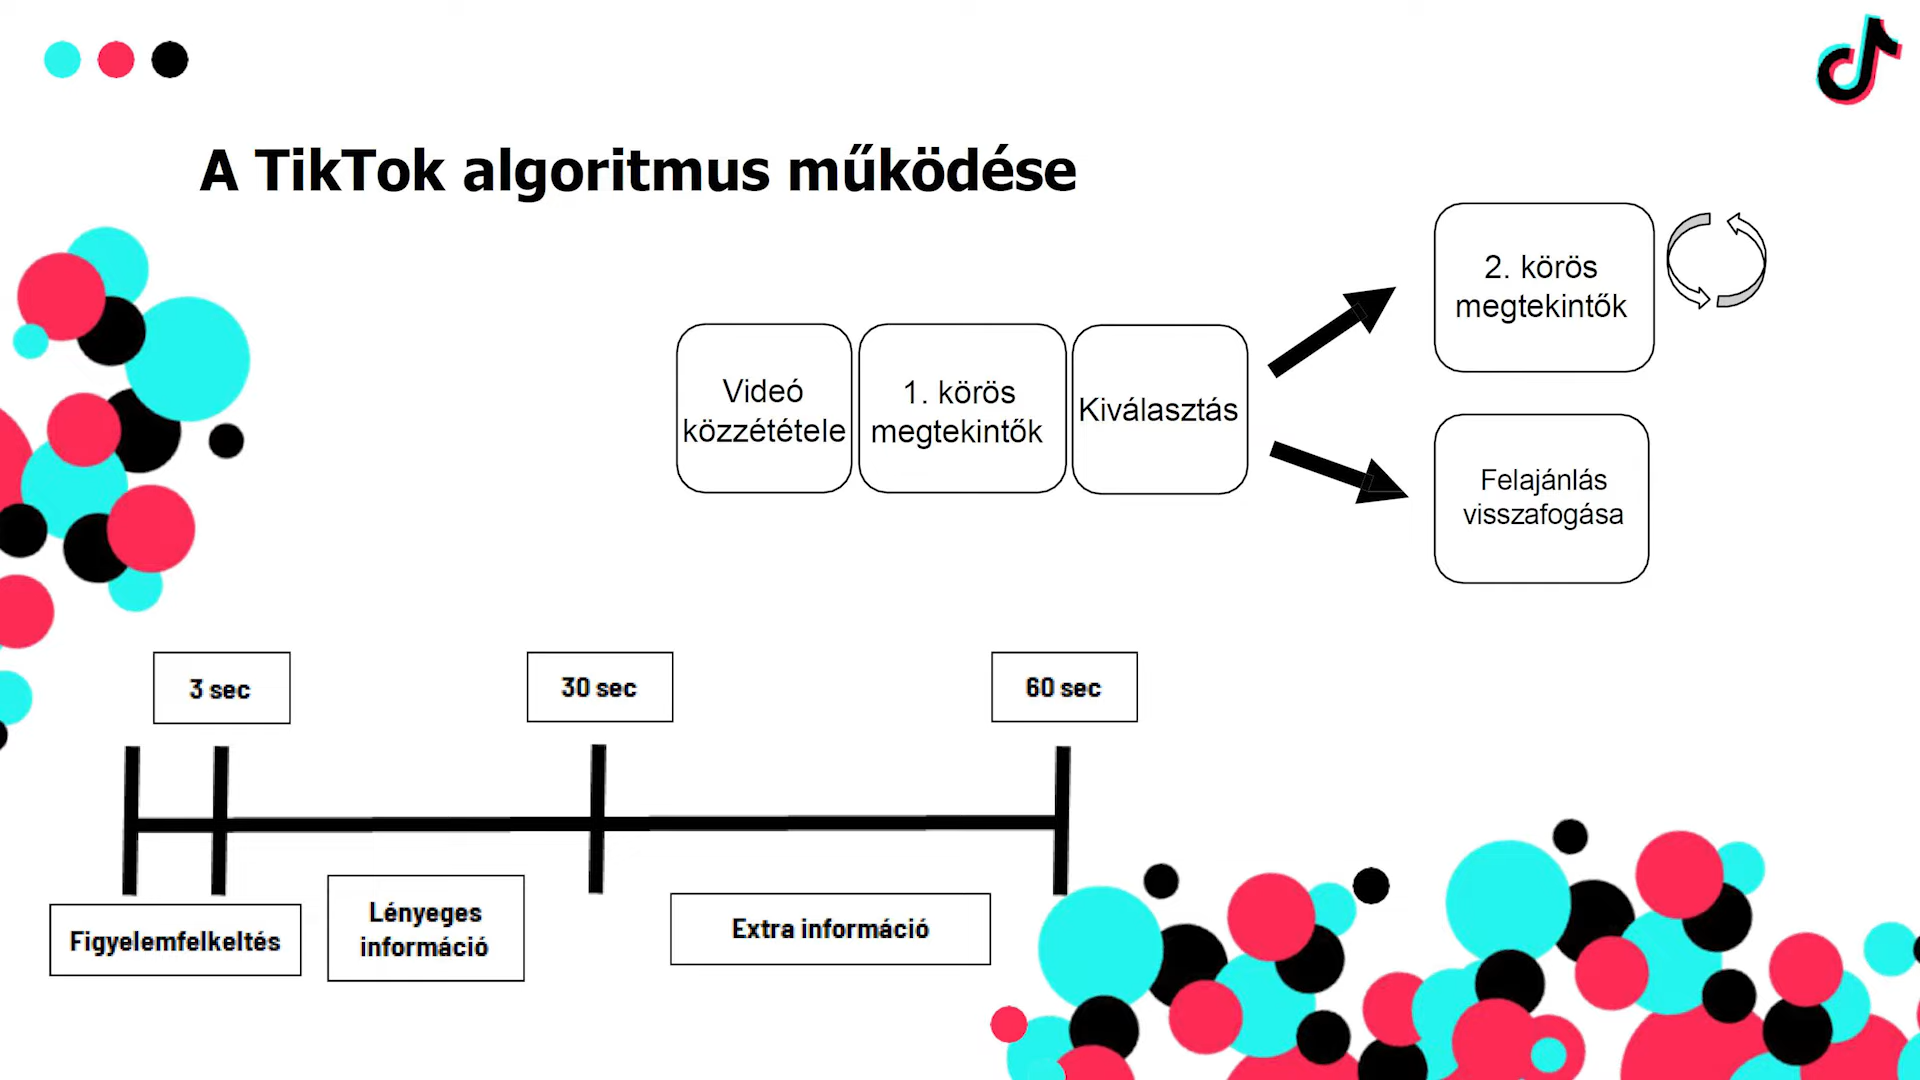 A TikTok algoritmus működése
Videó
közzététele
1. körös
megtekintők
Kiválasztás
2. körös
megtekintők
Felajánlás
visszafogása
3 sec
30 sec
60 sec
Figyelemfelkeltés
Lényeges
információ
Extra információ